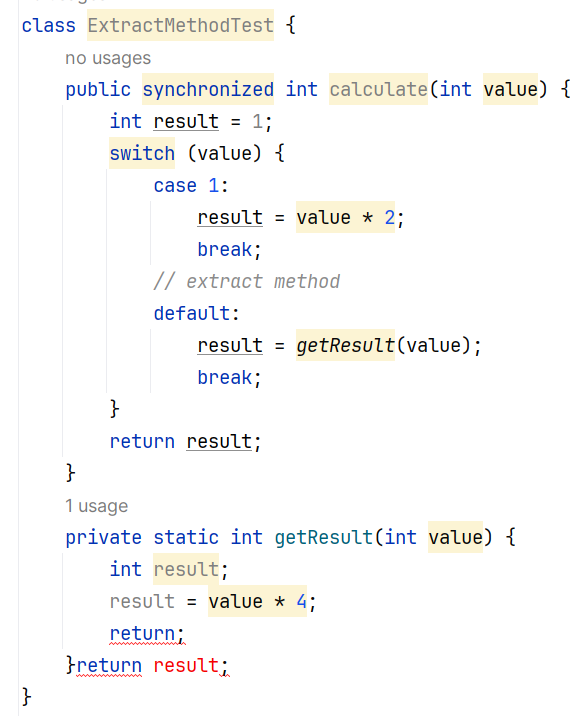 class ExtractMethodTest {
no usages
public synchronized int calculate(int value) {
int result = 1;
switch (value) {
case 1:
result = value * 2;
break;
// extract method
default:
result = getResult(value);
break;
}
return result;
}
1 usage
private static int getResult(int value) {
int result;
result = value * 4;
return;
}return result;
}